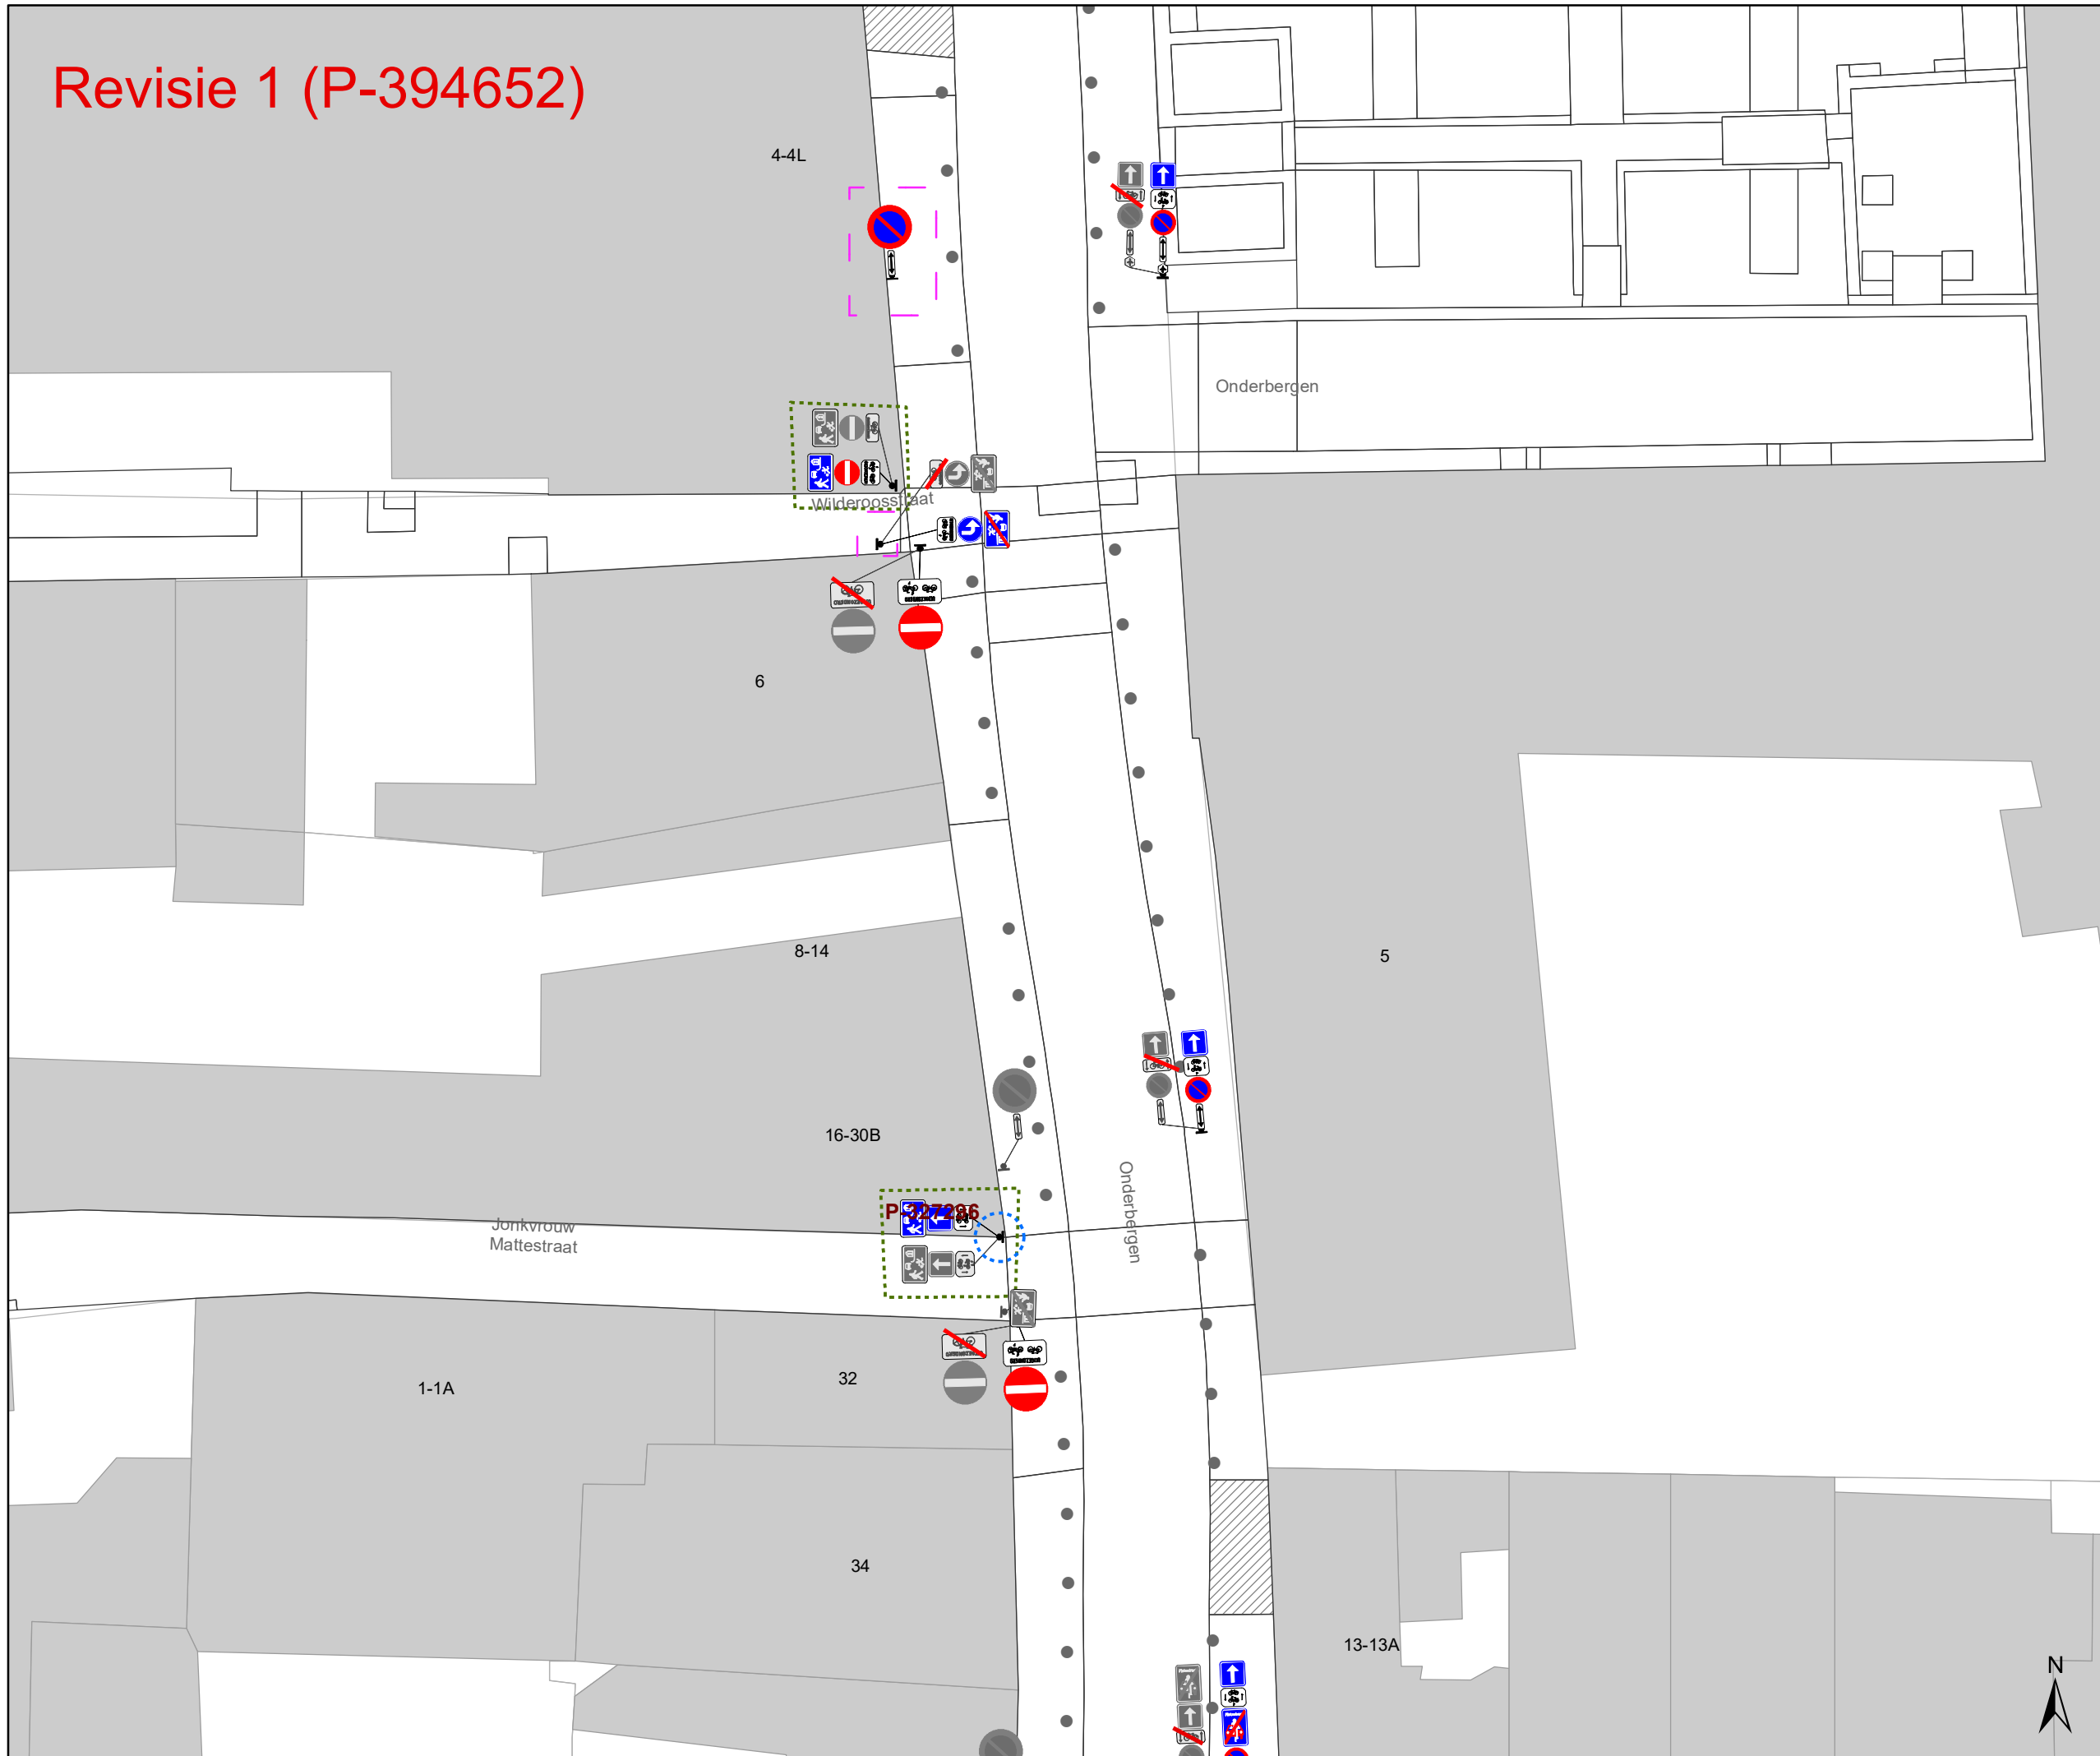 Revisie 1 (P-394652)
4-4L
Onderbergen
Wilderoosstraat
6
8-14
5
16-30B
Onderbergen
P-327296
Jonkvrouw
Mattestraat
1-1A
32
34
13-13A
N